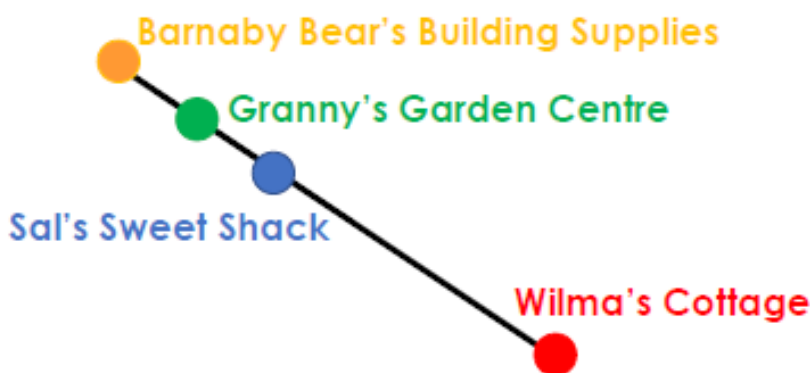 Barnaby Bear's Building Supplies
Granny's Garden Centre
Sal's Sweet Shack
Wilma's Cottage